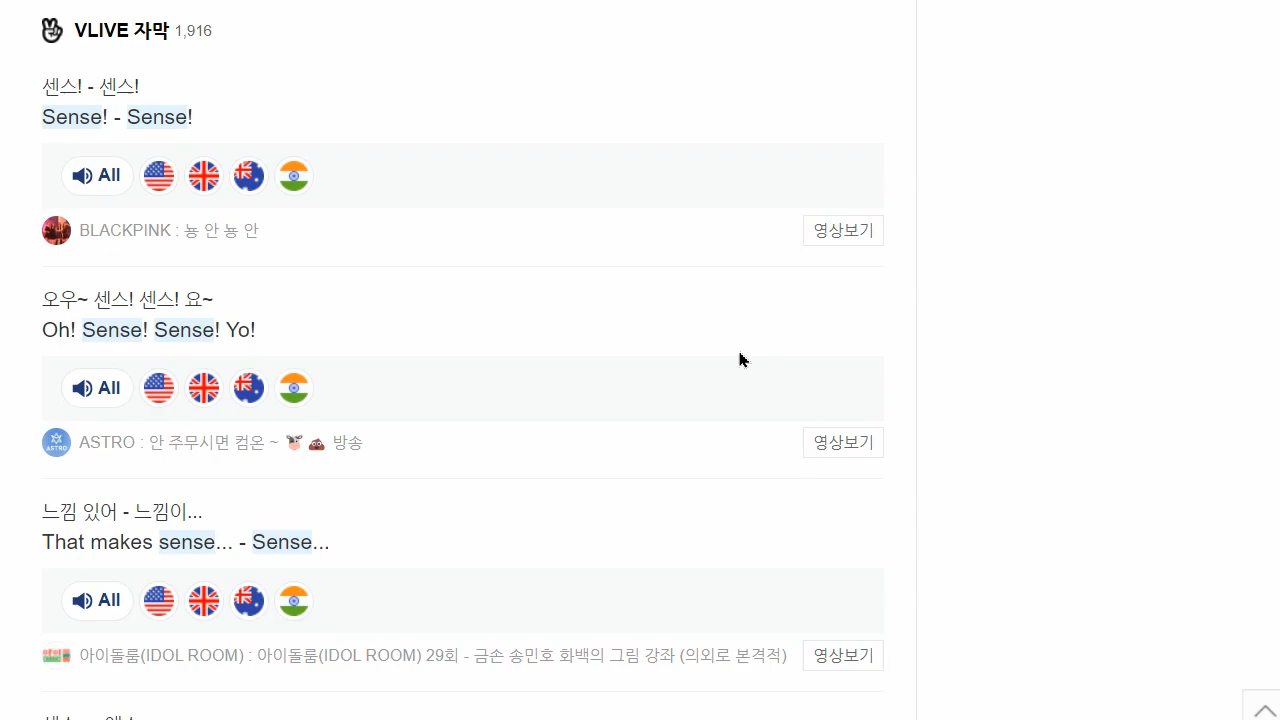 VLIVE 자막 1,916
센스! - 센스!
Sense! - Sense!
All
BLACKPINK : 뇽 안 뇽 안
영상보기
오우~ 센스! 센스! 요~
Oh! Sense! Sense! Yo!
All
ASTRO : 안 주무시면 컴온 ~ 🐮 💩 방송
영상보기
느낌 있어 - 느낌이...
That makes sense... - Sense...
All
아이돌룸(IDOL ROOM) : 아이돌룸(IDOL ROOM) 29회 - 금손 송민호 화백의 그림 강좌 (의외로 본격적)
영상보기